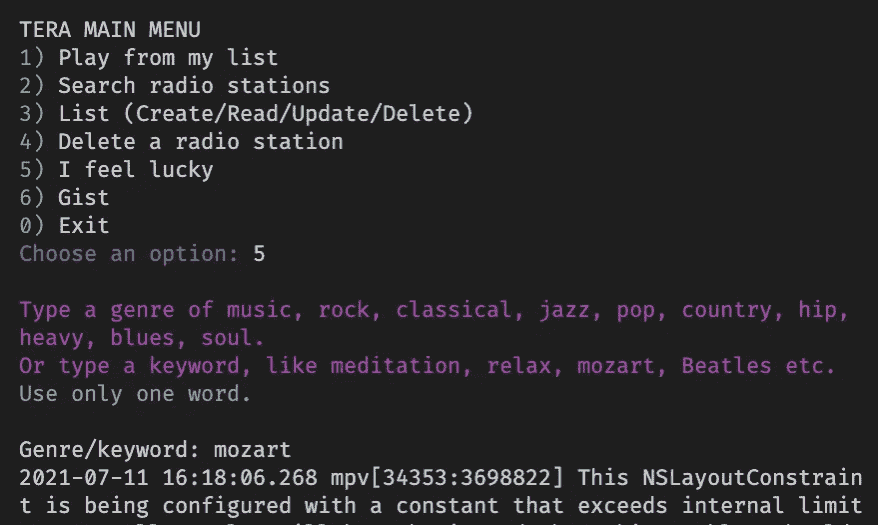 TERA MAIN MENU
1) Play from my list
2) Search radio stations
3) List (Create/Read/Update/Delete)
4) Delete a radio station
5) I feel lucky
6) Gist
0) Exit
Choose an option: 5
Type a genre of music, rock, classical, jazz, pop, country, hip,
heavy, blues, soul.
Or type a keyword, like meditation, relax, mozart, Beatles etc.
Use only one word.
Genre/keyword: mozart
2021-07-11 16:18:06.268 mpv[34353:3698822] This NSLayoutConstrain
t is being configured with a constant that exceeds internal limit